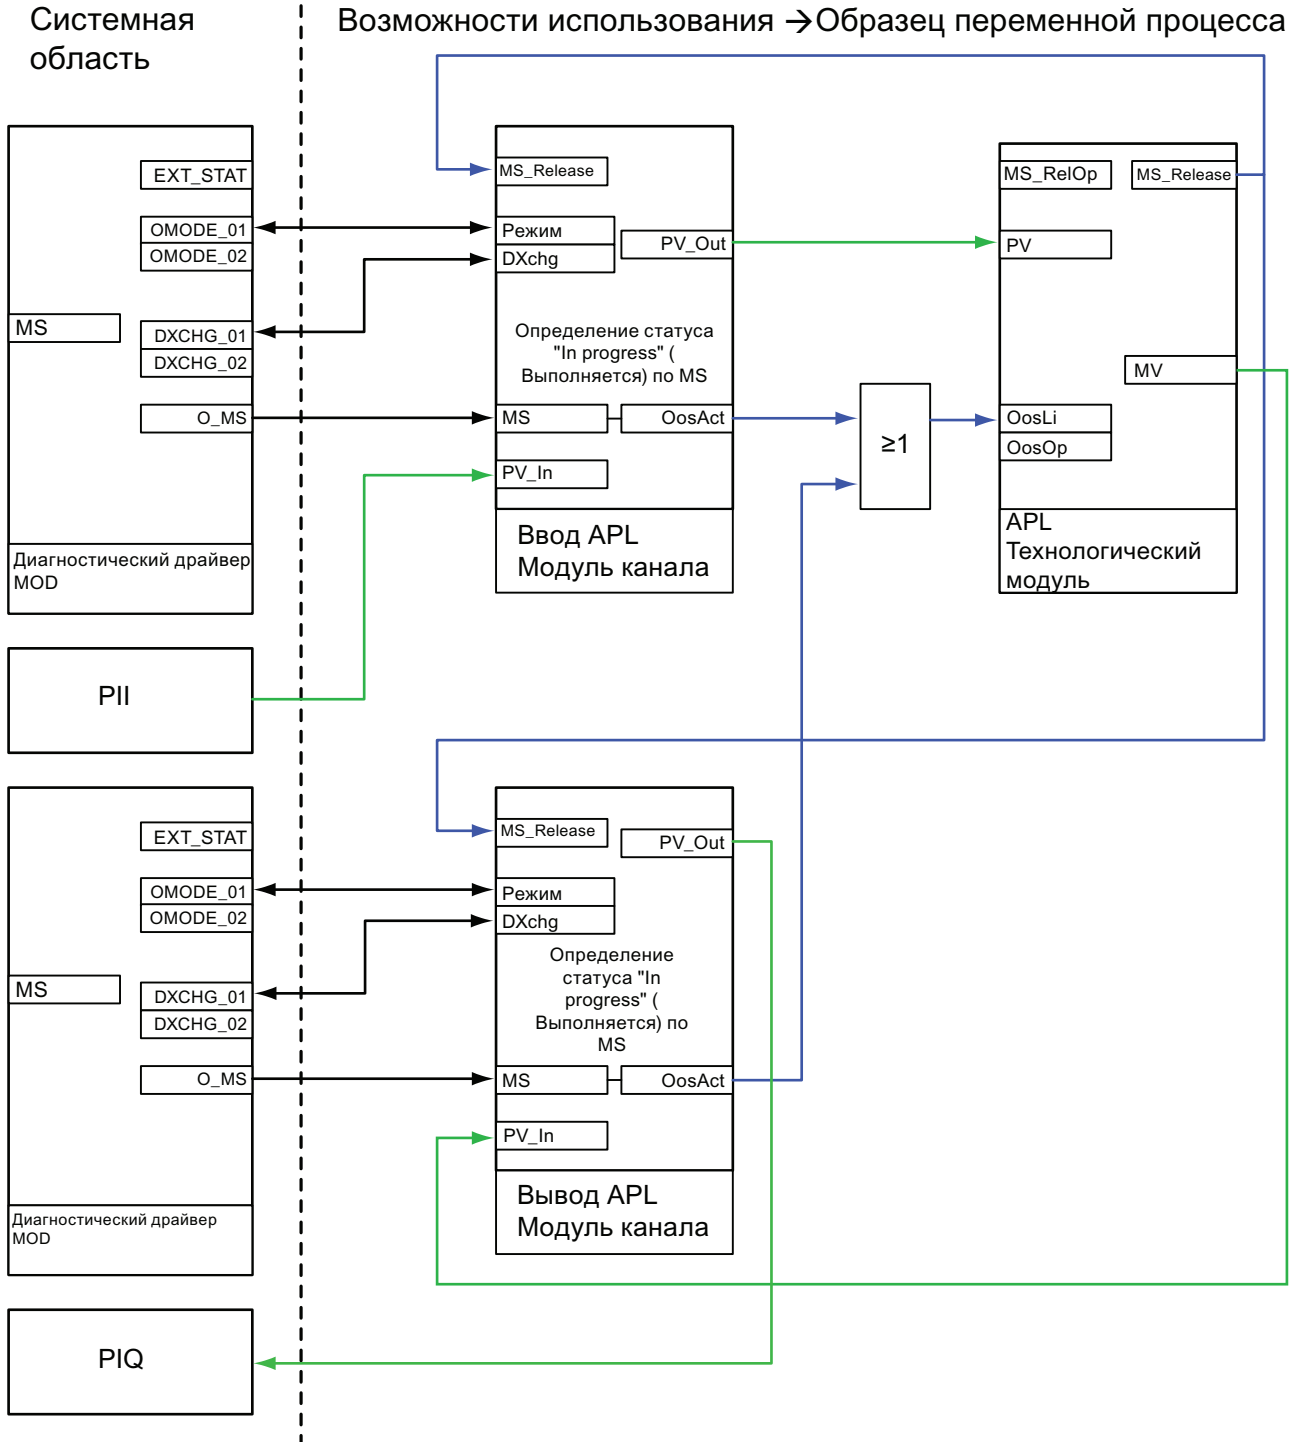 Системная
область
Возможности использования →Образец переменной процесса
EXT_STAT
OMODE_01
OMODE_02
MS
DXCHG_01
DXCHG_02
O_MS
Диагностический драйвер
MOD
MS_Release
Режим
DXchg
PV_Out
Определение статуса
"In progress" (
Выполняется) по MS
MS
OosAct
PV_In
Ввод APL
Модуль канала
≥1
MS_RelOp
MS_Release
PV
MV
OosLi
OosOp
APL
Технологический
модуль
PII
EXT_STAT
OMODE_01
OMODE_02
MS
DXCHG_01
DXCHG_02
O_MS
Диагностический драйвер
MOD
MS_Release
PV_Out
Режим
DXchg
Определение
статуса "In
progress" (
Выполняется) по
MS
MS
OosAct
PV_In
Вывод APL
Модуль канала
PIQ